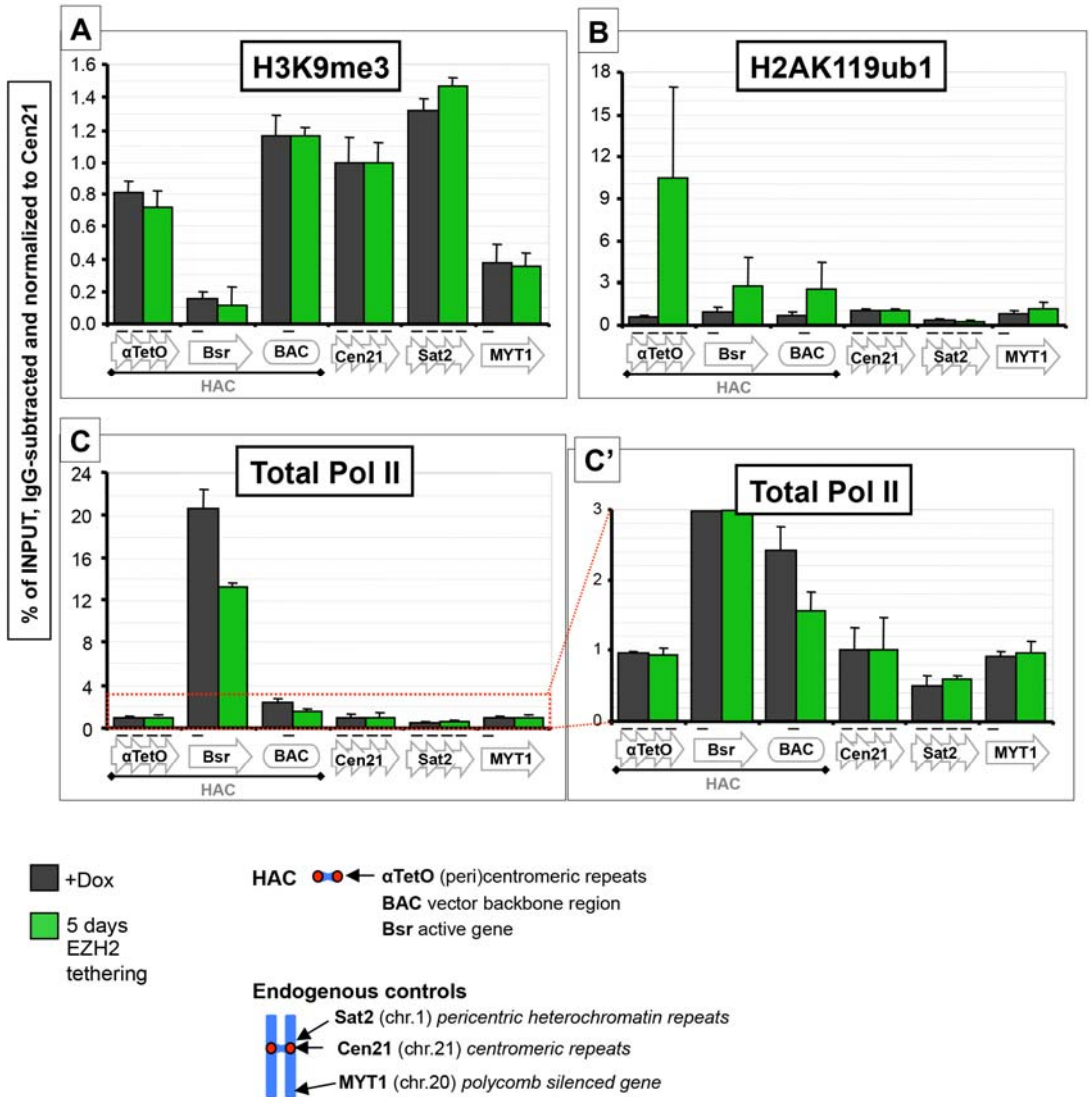 % of INPUT, IgG-subtracted and normalized to Cen21
A
H3K9me3
1.6
1.4
1.2
1.0
0.8
0.6
0.4
0.2
0.0
αTetO
Bsr
BAC
Cen21
Sat2
MYT1
HAC
B
H2AK119ub1
18
15
12
9
6
3
0
αTetO
Bsr
BAC
Cen21
Sat2
MYT1
HAC
C
Total Pol II
24
20
16
12
8
4
0
αTetO
Bsr
BAC
Cen21
Sat2
MYT1
HAC
C'
Total Pol II
3
2
1
0
αTetO
Bsr
BAC
Cen21
Sat2
MYT1
HAC
+Dox
5 days
EZH2
tethering
HAC αTetO (peri)centromeric repeats
BAC vector backbone region
Bsr active gene
Endogenous controls
Sat2 (chr.1) pericentric heterochromatin repeats
Cen21 (chr.21) centromeric repeats
MYT1 (chr.20) polycomb silenced gene